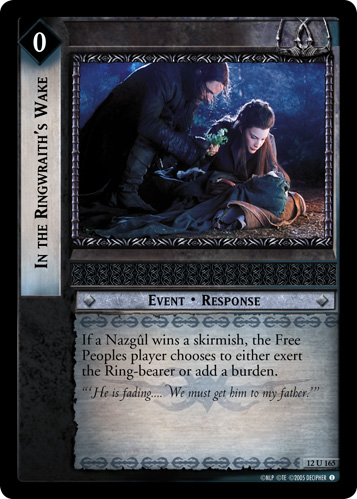 0
In the Ringwraith's Wake
Event • Response
If a Nazgûl wins a skirmish, the Free
Peoples player chooses to either exert
the Ring-bearer or add a burden.
“‘He is fading.... We must get him to my father.’”
12 U 165
©NLP ©TE ©2005 DECIPHER